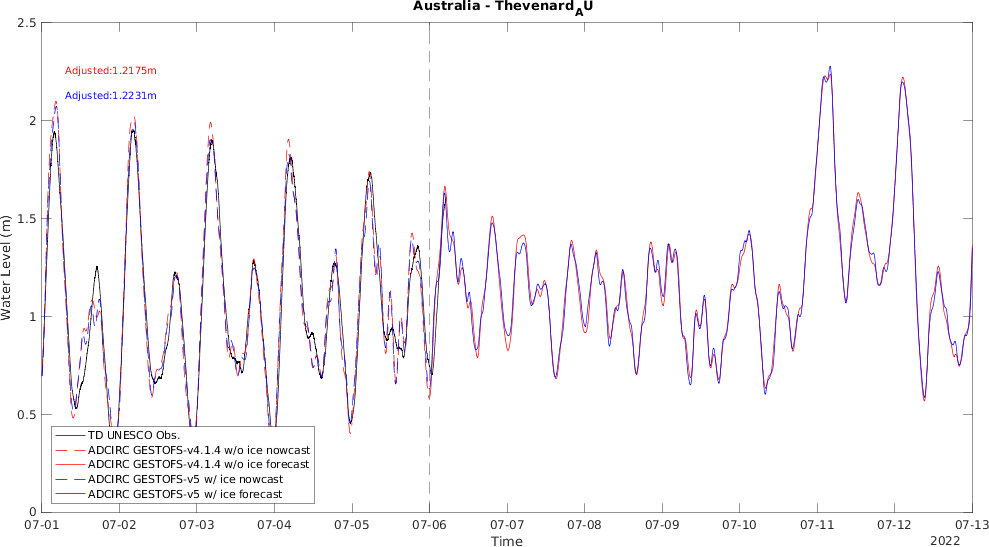 Australia - Thevenard_AU
2.5
Adjusted:1.2175m
Adjusted:1.2231m
2
1.5
Water Level (m)
1
0.5
TD UNESCO Obs.
ADCIRC GESTOFS-v4.1.4 w/o ice nowcast
ADCIRC GESTOFS-v4.1.4 w/o ice forecast
ADCIRC GESTOFS-v5 w/ ice nowcast
ADCIRC GESTOFS-v5 w/ ice forecast
0
07-01 07-02 07-03 07-04 07-05 07-06 07-07 07-08 07-09 07-10 07-11 07-12 07-13
Time
2022